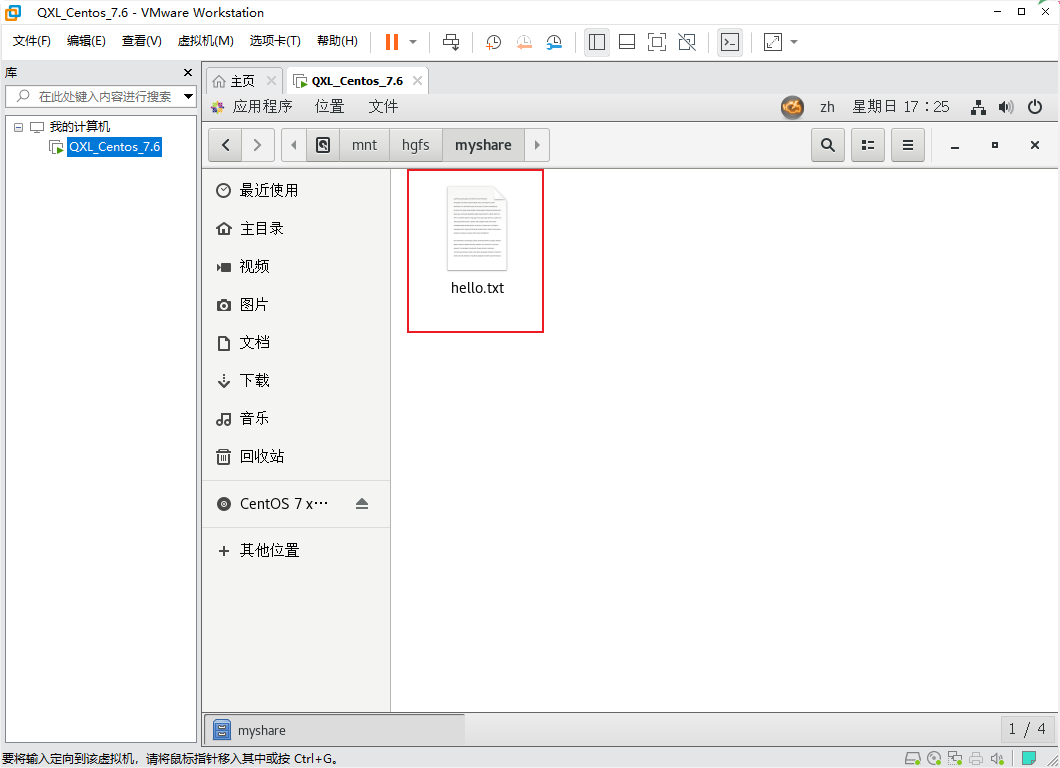 QXL_Centos_7.6 - VMware Workstation
文件(F) 编辑(E) 查看(V) 虚拟机(M) 选项卡(T) 帮助(H)
库
在此处键入内容进行搜索
我的计算机
QXL_Centos_7.6
主页 QXL_Centos_7.6
应用程序 位置 文件 zh 星期日 17：25
mnt hgfs myshare
最近使用
主目录
视频
图片
文档
下载
音乐
回收站
CentOS 7 x…
其他位置
hello.txt
myshare 1 / 4
要将输入定向到该虚拟机，请将鼠标指针移入其中或按 Ctrl+G。